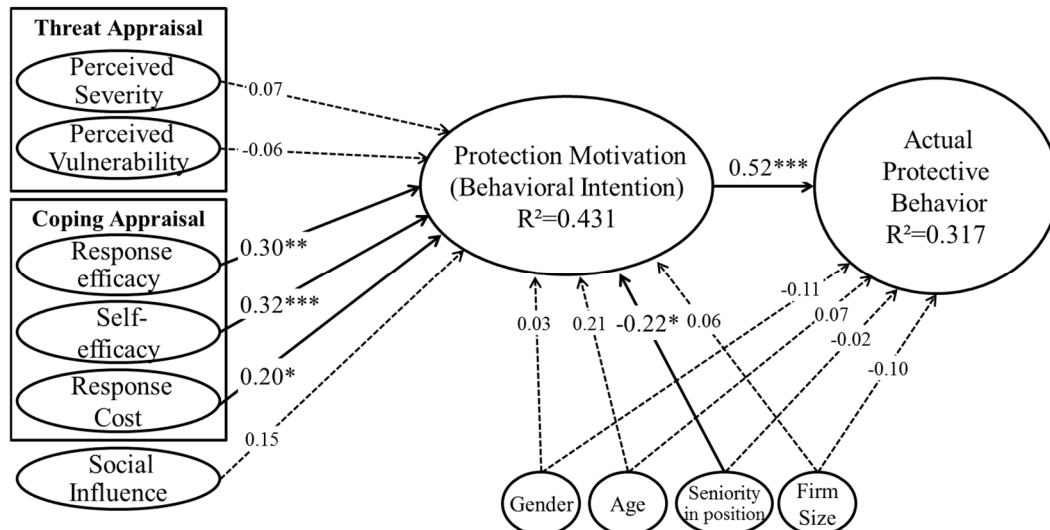 Threat Appraisal
Perceived
Severity
Perceived
Vulnerability
0.07
-0.06
Coping Appraisal
Response
efficacy
Self-
efficacy
Response
Cost
Social
Influence
0.30**
0.32***
0.20*
0.15
Protection Motivation
(Behavioral Intention)
R²=0.431
0.52***
Actual
Protective
Behavior
R²=0.317
0.03
0.21
-0.22*
0.06
-0.11
0.07
-0.02
-0.10
Gender
Age
Seniority
in position
Firm
Size